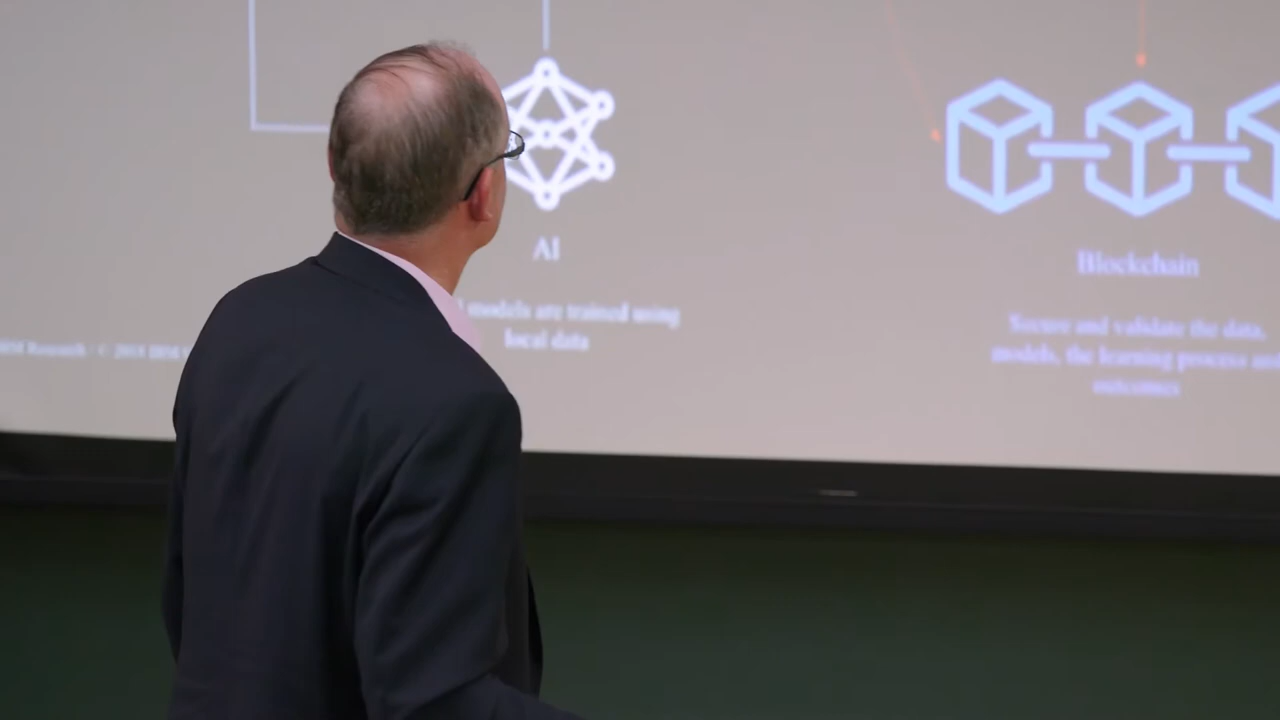 AI
models are trained using
local data
Blockchain
Secure and validate the data,
models, the learning process and
outcomes
Research · © 2018 IBM